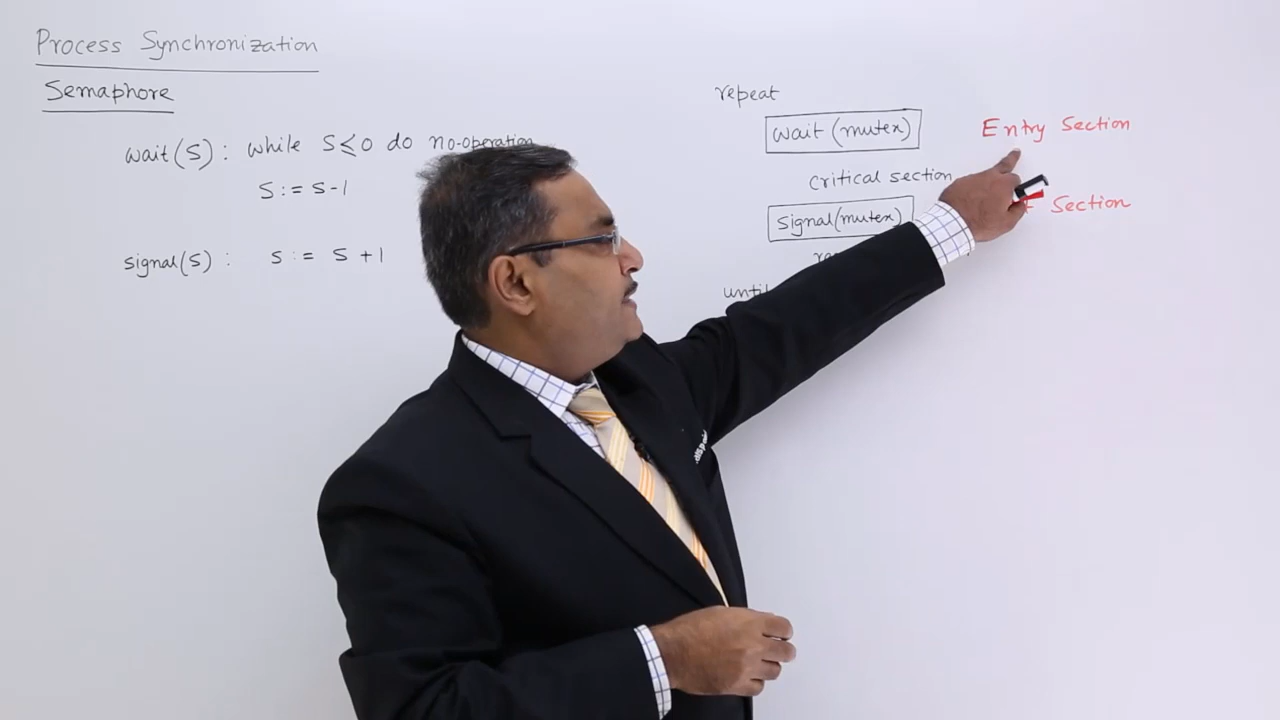 Process Synchronization
Semaphore
wait(S) : while S ≤ 0 do no-operation
S := S-1
signal(S) : S := S +1
repeat
wait (mutex) Entry Section
critical section
signal(mutex) Section
until